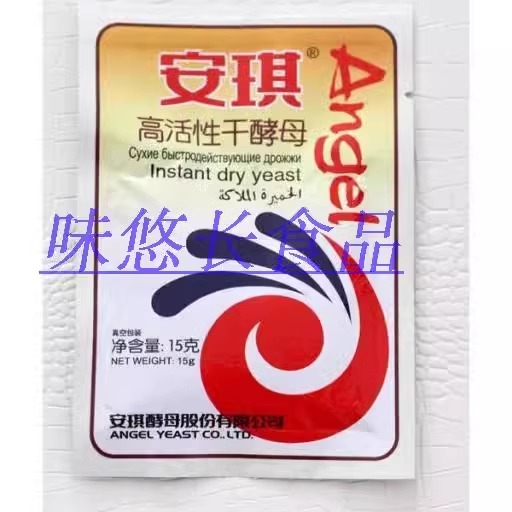 安琪®
Angel
高活性干酵母
Сухие быстродействующие дрожжи
Instant dry yeast
الخميرة الملاكة
味悠长食品
真空包装
净含量: 15克
NET WEIGHT: 15g
安琪酵母股份有限公司
ANGEL YEAST CO., LTD.